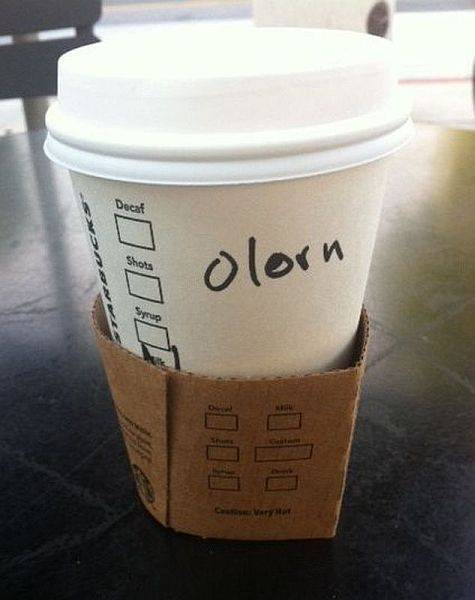 STARBUCKS
Decaf
Shots
Syrup
Olorn
Decaf
Milk
Shots
Custom
Syrup
Drink
Caution: Very Hot